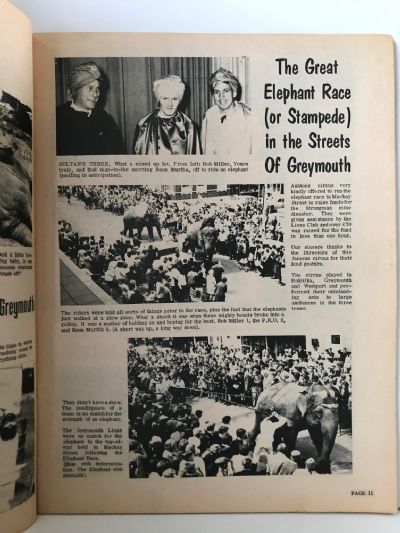 The Great
Elephant Race
(or Stampede)
in the Streets
Of Greymouth
SULTAN'S THREE, What a mixed up lot, From left: Rob Miller, Yours
truly, and that man-in-the morning Reon Murtha, off to ride an elephant
(smiling in anticipation).
Ashtons circus very
kindly offered to run the
elephant race in Mackay
Street to raise funds for
the Strongman mine
disaster. They were
given assistance by the
Lions Club and over
was raised for the fund
in less than one hour.
Our sincere thanks to
the Directors of this
famous circus for their
kind gesture.
The circus played in
Hokitika, Greymouth
and Westport and per-
formed their outstand-
ing acts to large
audiences in the three
towns.
The riders were told all sorts of things prior to the race, plus the fact that the elephants
just walked at a slow pace. What a shock it was when these mighty beasts broke into a
gallop. It was a matter of holding on and hoping for the best. Rob Miller 1, the P.R.O. 2,
and Reon Murtha 3. (A short way up, a long way down).
They didn't have a show.
The intelligence of a
team is no match for the
strength of an elephant.
The Greymouth Lions
were no match for the
elephant in the tug-of-
war held in Mackay
Street following the
Elephant Race.
(Man with determina-
tion. The Elephant with
strength).
PAGE 11
Greymouth